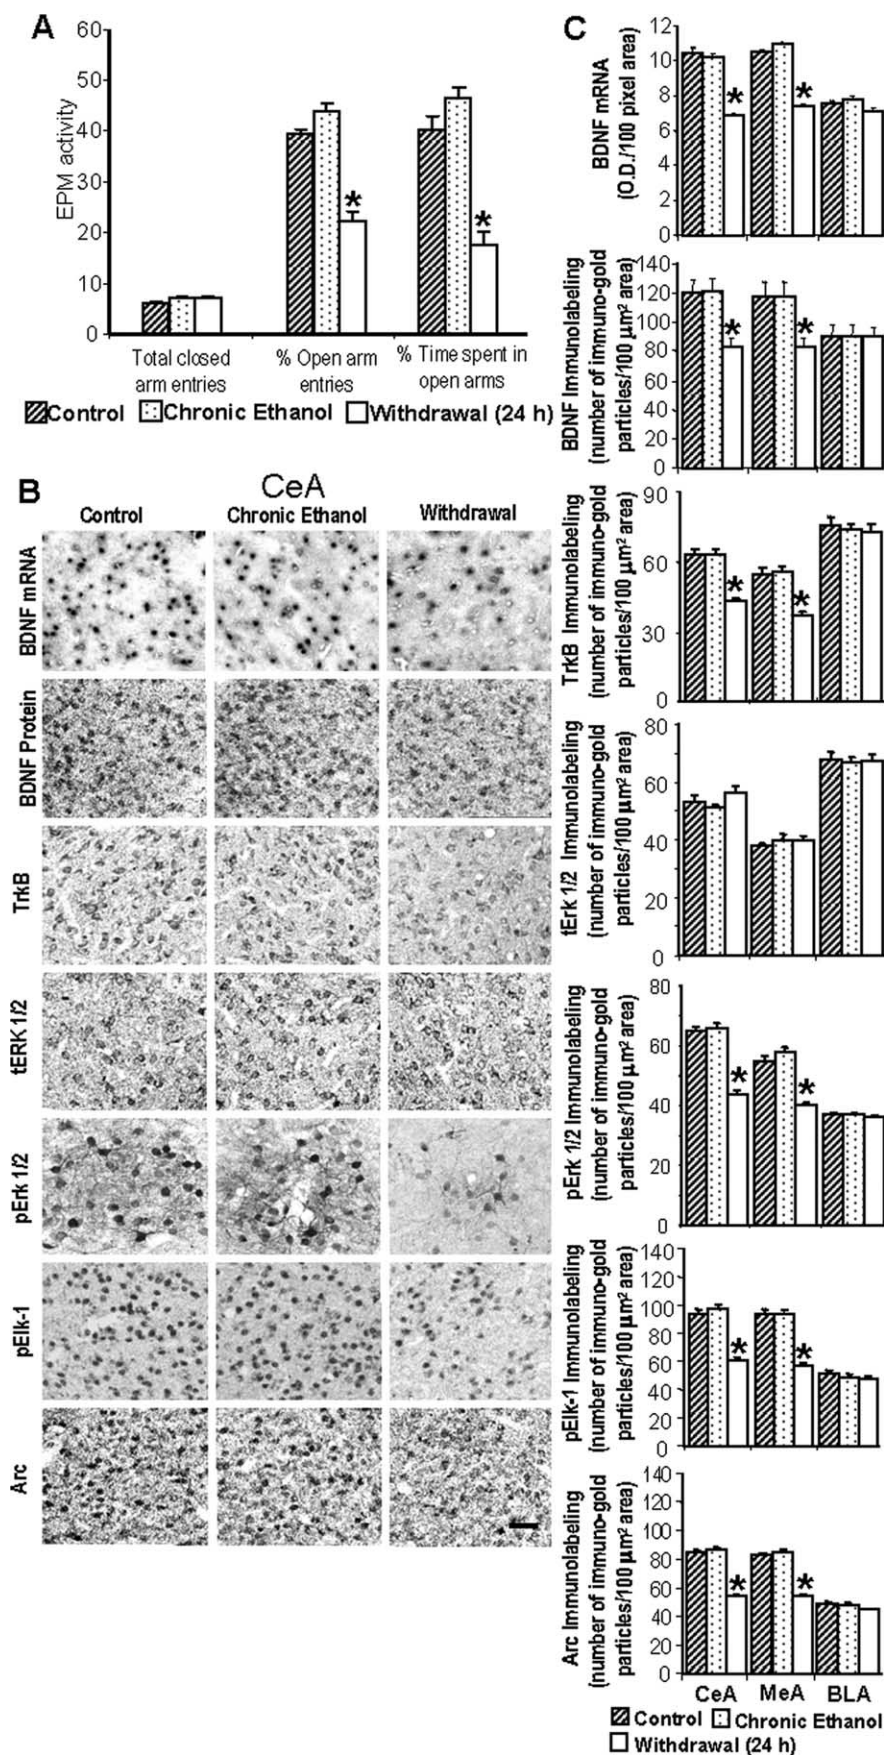 A
60
50
40
30
20
10
0
EPM activity
Total closed
arm entries
% Open arm
entries
% Time spent in
open arms
Control Chronic Ethanol Withdrawal (24 h)
* *
B
CeA
Control Chronic Ethanol Withdrawal
BDNF mRNA
BDNF Protein
TrkB
tERK 1/2
pErk 1/2
pElk-1
Arc
C
BDNF mRNA
(O.D./100 pixel area)
12
10
8
6
4
2
0
* *
BDNF Immunolabeling
(number of immuno-gold
particles/100 µm² area)
140
120
100
80
60
40
20
0
* *
TrkB Immunolabeling
(number of immuno-gold
particles/100 µm² area)
90
60
30
0
* *
tErk 1/2 Immunolabeling
(number of immuno-gold
particles/100 µm² area)
80
60
40
20
0
pErk 1/2 Immunolabeling
(number of immuno-gold
particles/100 µm² area)
80
60
40
20
0
* *
pElk-1 Immunolabeling
(number of immuno-gold
particles/100 µm² area)
140
120
100
80
60
40
20
0
* *
Arc Immunolabeling
(number of immuno-gold
particles/100 µm² area)
140
120
100
80
60
40
20
0
* *
CeA MeA BLA
Control Chronic Ethanol
Withdrawal (24 h)